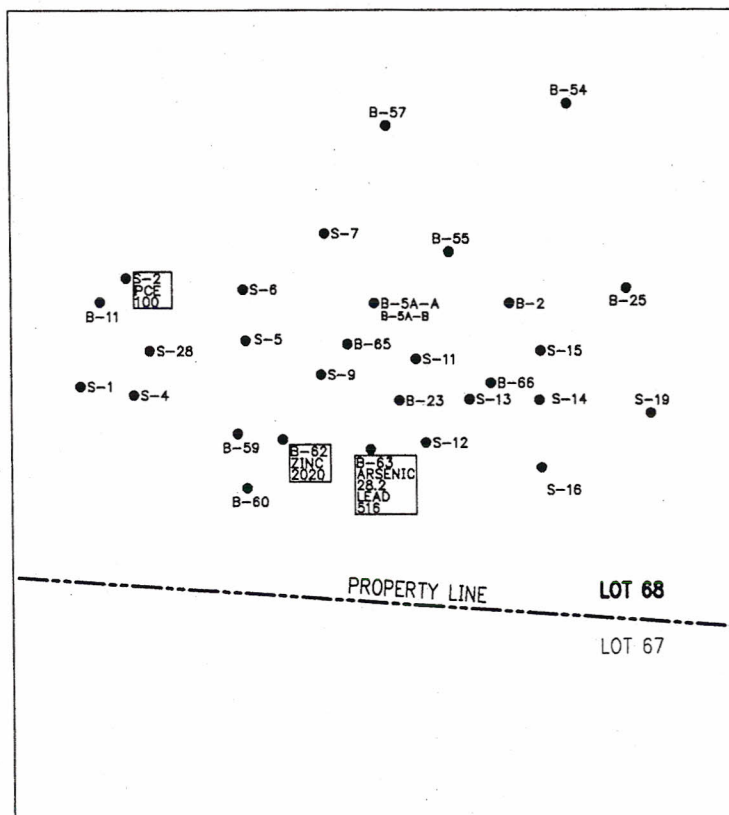 B-54
B-57
S-7
B-55
S-2
PCE
100
B-11
S-6
B-5A-A
B-5A-B
B-2
B-25
S-5
B-65
S-28
S-11
S-15
S-9
S-1
S-4
B-66
B-23
S-13
S-14
S-19
B-59
B-62
ZINC
2020
B-63
ARSENIC
28.2
LEAD
516
S-12
S-16
B-60
PROPERTY LINE
LOT 68
LOT 67